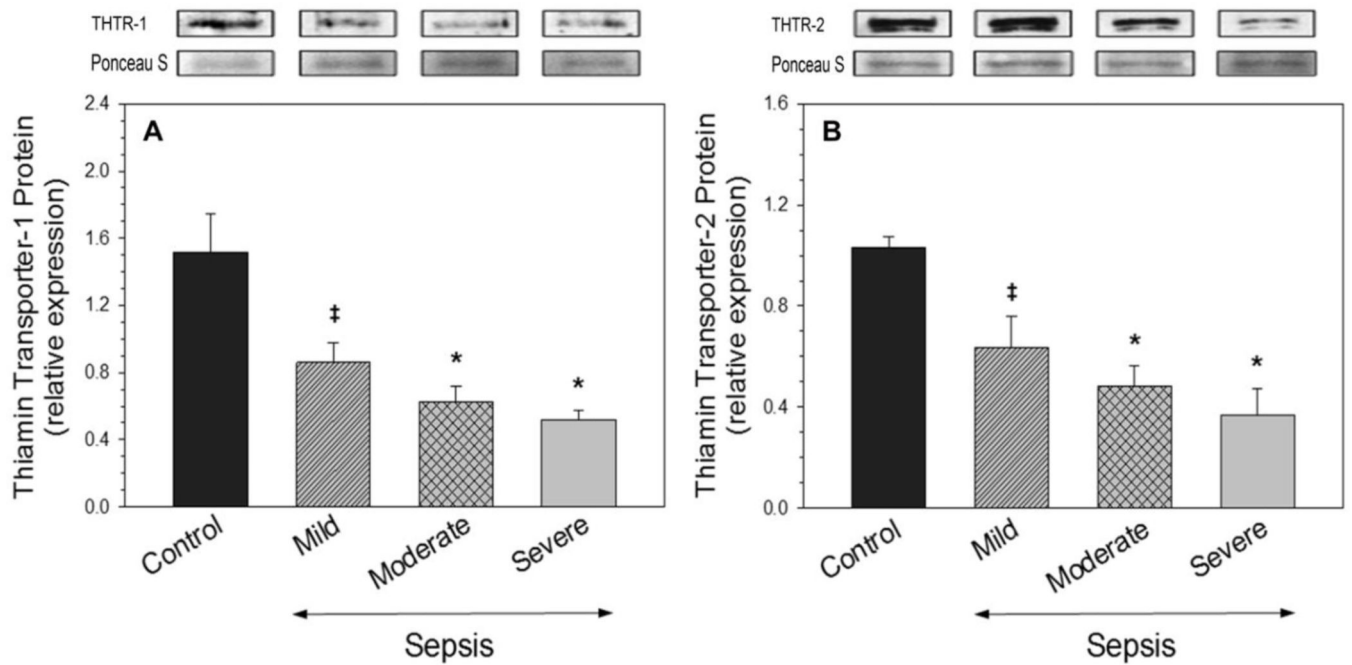 THTR-1
Ponceau S
A
Thiamin Transporter-1 Protein
(relative expression)
2.4
2.0
1.6
1.2
0.8
0.4
0.0
‡
*
*
Control
Mild
Moderate
Severe
Sepsis
THTR-2
Ponceau S
B
Thiamin Transporter-2 Protein
(relative expression)
1.6
1.2
0.8
0.4
0.0
‡
*
*
Control
Mild
Moderate
Severe
Sepsis